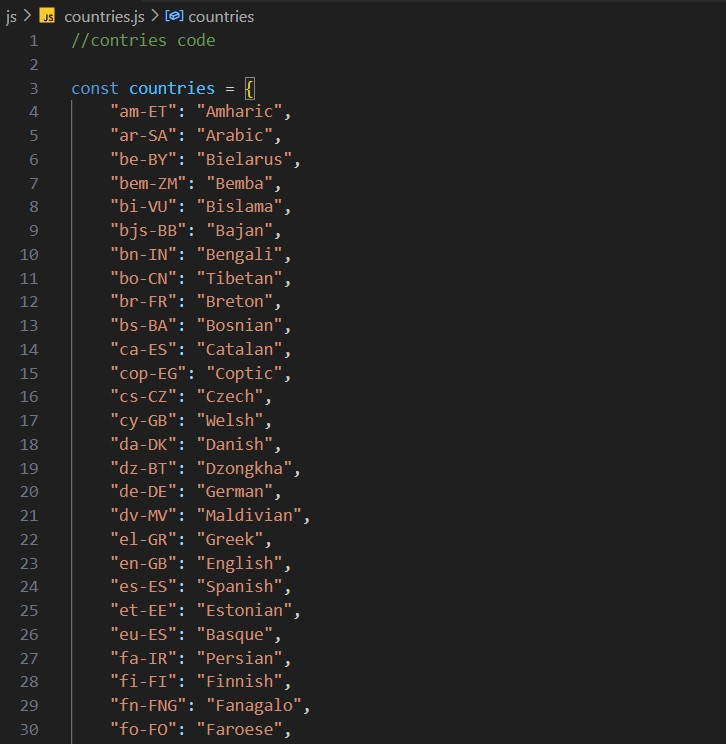 js > JS countries.js > countries
1 //contries code
2
3 const countries = {
4 "am-ET": "Amharic",
5 "ar-SA": "Arabic",
6 "be-BY": "Bielarus",
7 "bem-ZM": "Bemba",
8 "bi-VU": "Bislama",
9 "bjs-BB": "Bajan",
10 "bn-IN": "Bengali",
11 "bo-CN": "Tibetan",
12 "br-FR": "Breton",
13 "bs-BA": "Bosnian",
14 "ca-ES": "Catalan",
15 "cop-EG": "Coptic",
16 "cs-CZ": "Czech",
17 "cy-GB": "Welsh",
18 "da-DK": "Danish",
19 "dz-BT": "Dzongkha",
20 "de-DE": "German",
21 "dv-MV": "Maldivian",
22 "el-GR": "Greek",
23 "en-GB": "English",
24 "es-ES": "Spanish",
25 "et-EE": "Estonian",
26 "eu-ES": "Basque",
27 "fa-IR": "Persian",
28 "fi-FI": "Finnish",
29 "fn-FNG": "Fanagalo",
30 "fo-FO": "Faroese",